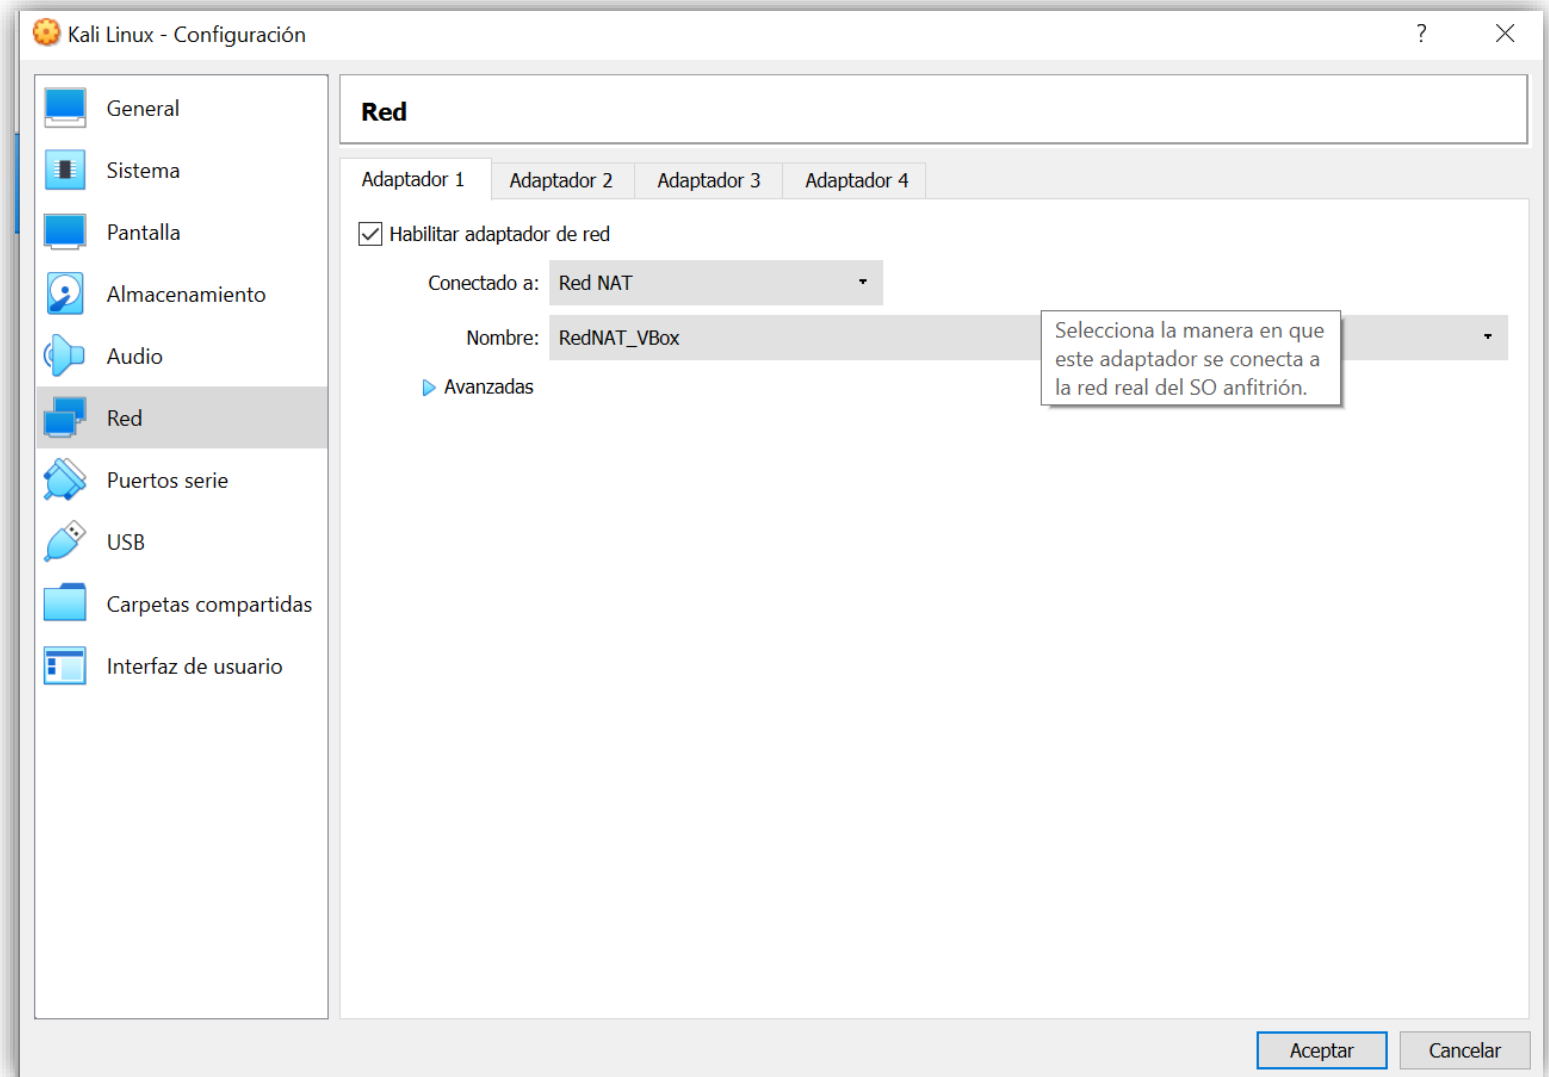 Kali Linux - Configuración
?
General
Sistema
Pantalla
Almacenamiento
Audio
Red
Puertos serie
USB
Carpetas compartidas
Interfaz de usuario
Red
Adaptador 1
Adaptador 2
Adaptador 3
Adaptador 4
Habilitar adaptador de red
Conectado a: Red NAT
Nombre: RedNAT_VBox
Avanzadas
Selecciona la manera en que
este adaptador se conecta a
la red real del SO anfitrión.
Aceptar
Cancelar